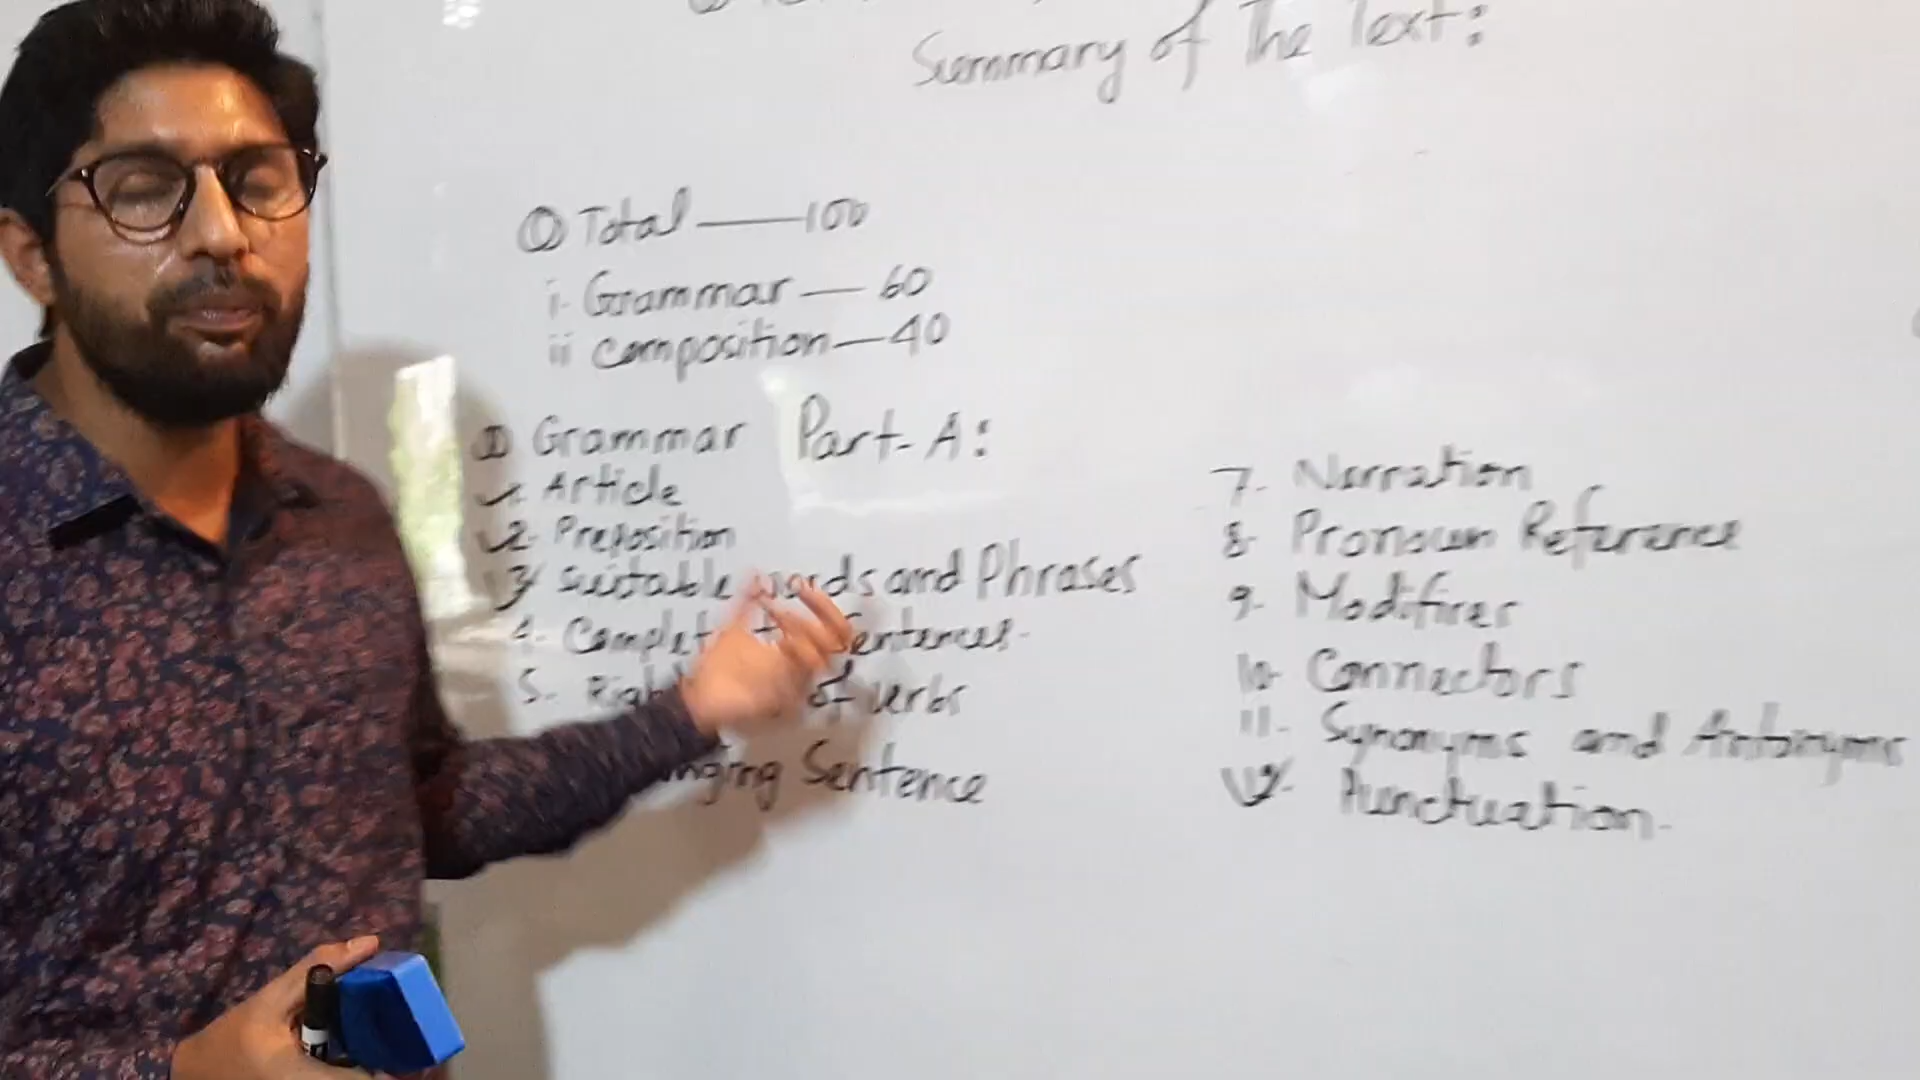 Summary of The Text:
① Total — 100
i- Grammar — 60
ii composition — 40
① Grammar Part-A:
1. Article
2- Preposition
3 suitable words and Phrases
4- Sentences-
5- of verbs
Sentence
7- Narration
8- Pronoun Reference
9- Modifires
10- Connectors
11- Synonyms and Antonyms
12- Punctuation.